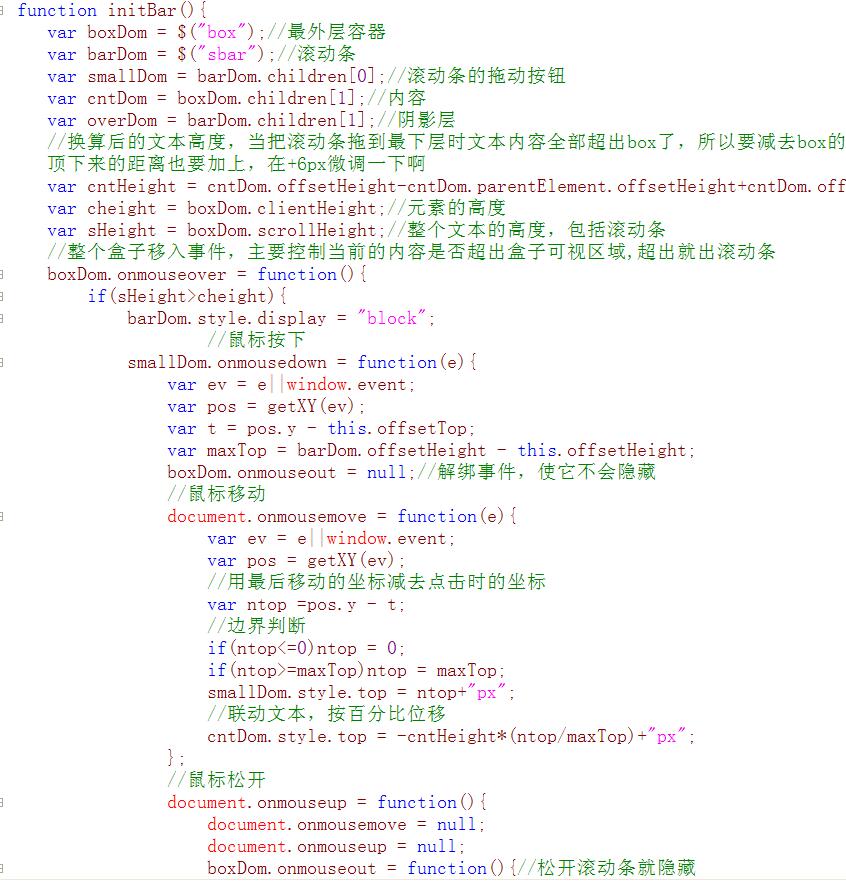 function initBar(){
var boxDom = $("box");//最外层容器
var barDom = $("sbar");//滚动条
var smallDom = barDom.children[0];//滚动条的拖动按钮
var cntDom = boxDom.children[1];//内容
var overDom = barDom.children[1];//阴影层
//换算后的文本高度，当把滚动条拖到最下层时文本内容全部超出box了，所以要减去box的
顶下来的距离也要加上，在+6px微调一下啊
var cntHeight = cntDom.offsetHeight-cntDom.parentElement.offsetHeight+cntDom.off
var cheight = boxDom.clientHeight;//元素的高度
var sHeight = boxDom.scrollHeight;//整个文本的高度，包括滚动条
//整个盒子移入事件，主要控制当前的内容是否超出盒子可视区域,超出就出滚动条
boxDom.onmouseover = function(){
if(sHeight>cheight){
barDom.style.display = "block";
//鼠标按下
smallDom.onmousedown = function(e){
var ev = e||window.event;
var pos = getXY(ev);
var t = pos.y - this.offsetTop;
var maxTop = barDom.offsetHeight - this.offsetHeight;
boxDom.onmouseout = null;//解绑事件，使它不会隐藏
//鼠标移动
document.onmousemove = function(e){
var ev = e||window.event;
var pos = getXY(ev);
//用最后移动的坐标减去点击时的坐标
var ntop =pos.y - t;
//边界判断
if(ntop<=0)ntop = 0;
if(ntop>=maxTop)ntop = maxTop;
smallDom.style.top = ntop+"px";
//联动文本，按百分比位移
cntDom.style.top = -cntHeight*(ntop/maxTop)+"px";
};
//鼠标松开
document.onmouseup = function(){
document.onmousemove = null;
document.onmouseup = null;
boxDom.onmouseout = function(){//松开滚动条就隐藏